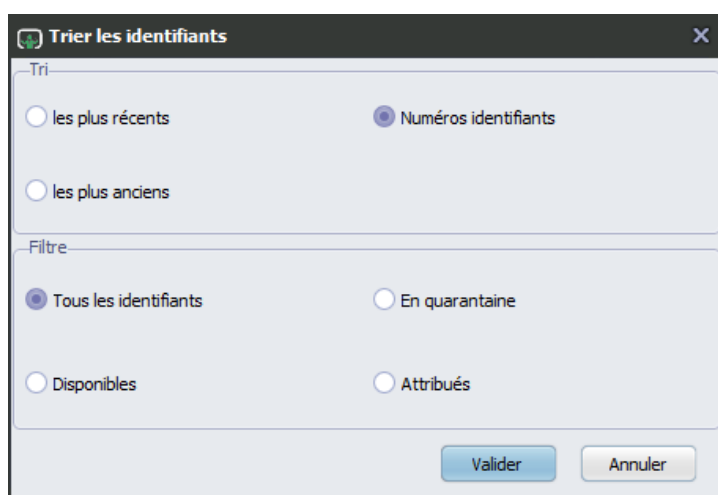 Trier les identifiants
Tri
les plus récents
Numéros identifiants
les plus anciens
Filtre
Tous les identifiants
En quarantaine
Disponibles
Attribués
Valider
Annuler